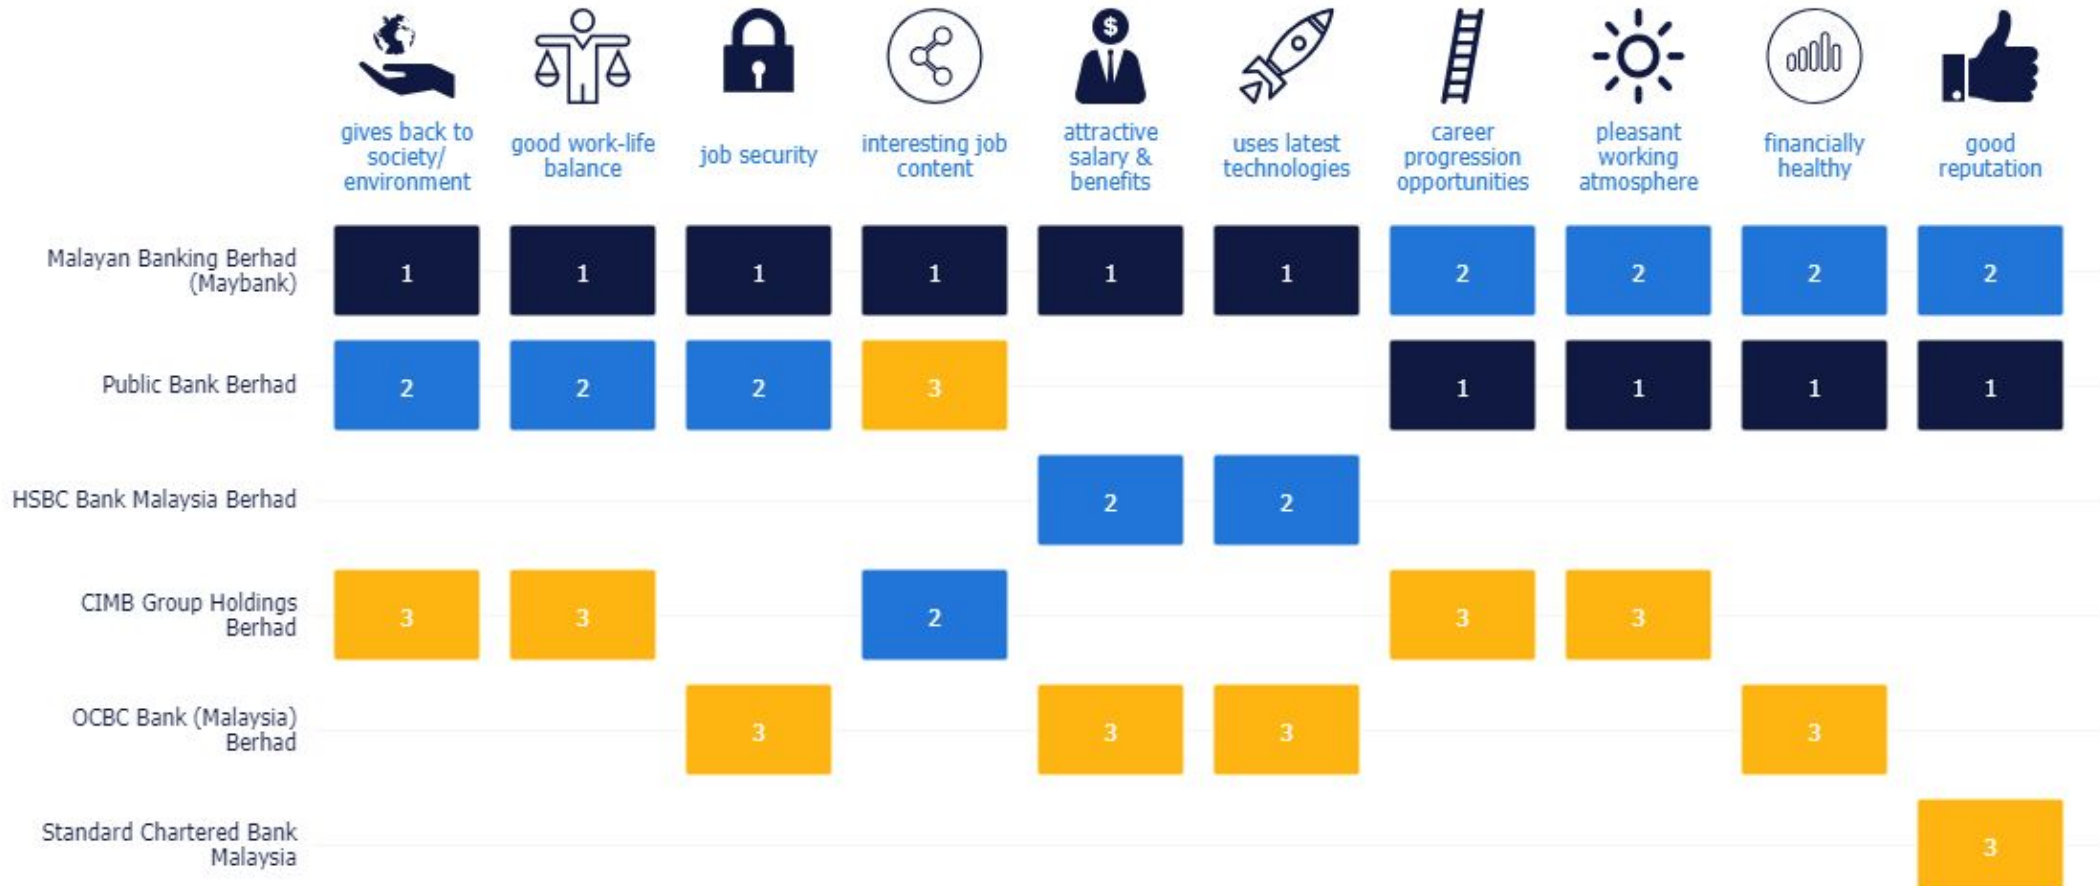 $
gives back to
society/
environment
good work-life
balance
job security
interesting job
content
attractive
salary &
benefits
uses latest
technologies
career
progression
opportunities
pleasant
working
atmosphere
financially
healthy
good
reputation
Malayan Banking Berhad
(Maybank)
1 1 1 1 1 1 2 2 2 2
Public Bank Berhad
2 2 2 3 1 1 1 1
HSBC Bank Malaysia Berhad
2 2
CIMB Group Holdings
Berhad
3 3 2 3 3
OCBC Bank (Malaysia)
Berhad
3 3 3 3
Standard Chartered Bank
Malaysia
3